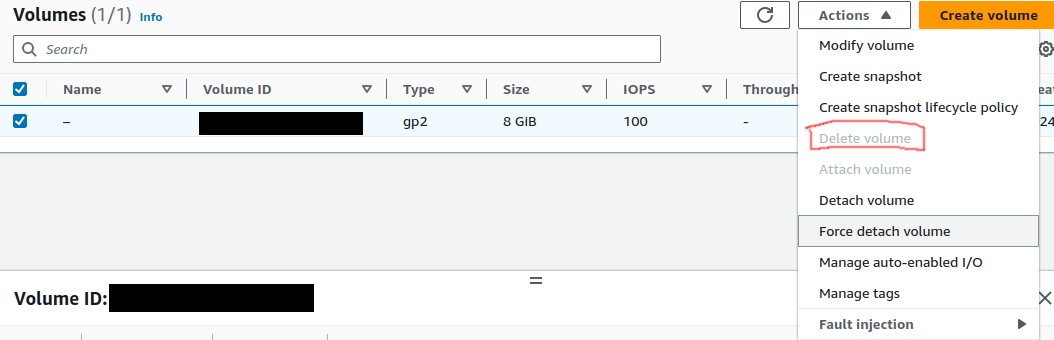 Volumes (1/1) Info
Actions
Create volume
Search
Name
Volume ID
Type
Size
IOPS
Through
–
gp2
8 GiB
100
-
24
Modify volume
Create snapshot
Create snapshot lifecycle policy
Delete volume
Attach volume
Detach volume
Force detach volume
Manage auto-enabled I/O
Manage tags
Fault injection
Volume ID: